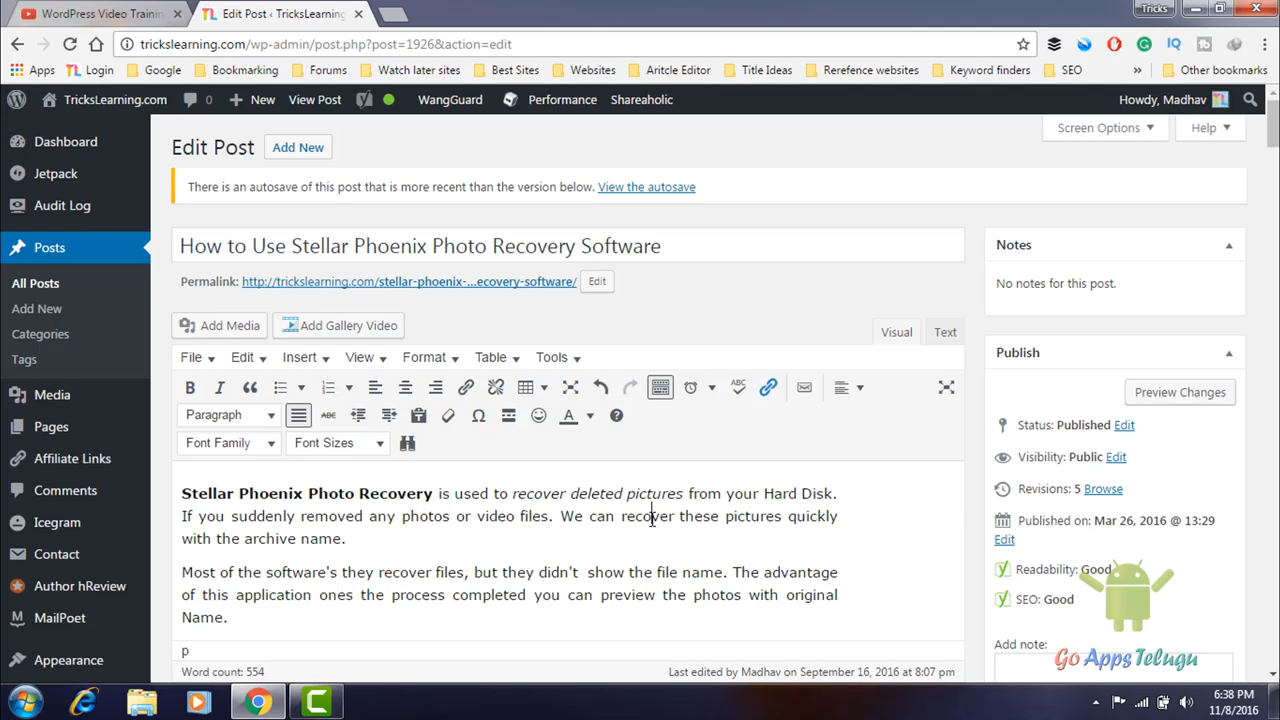 WordPress Video Trainin
Edit Post ‹ TricksLearning
Tricks
trickslearning.com/wp-admin/post.php?post=1926&action=edit
Apps Login Google Bookmarking Forums Watch later sites Best Sites Websites Aritcle Editor Title Ideas Rerefence websites Keyword finders SEO » Other bookmarks
TricksLearning.com 0 New View Post WangGuard Performance Shareaholic Howdy, Madhav
Dashboard
Jetpack
Audit Log
Posts
All Posts
Add New
Categories
Tags
Media
Pages
Affiliate Links
Comments
Icegram
Contact
Author hReview
MailPoet
Appearance
Screen Options Help
Edit Post Add New
There is an autosave of this post that is more recent than the version below. View the autosave
How to Use Stellar Phoenix Photo Recovery Software
Permalink: http://trickslearning.com/stellar-phoenix-...ecovery-software/ Edit
Add Media Add Gallery Video
Visual Text
File Edit Insert View Format Table Tools
Paragraph
Font Family Font Sizes
Stellar Phoenix Photo Recovery is used to recover deleted pictures from your Hard Disk.
If you suddenly removed any photos or video files. We can recover these pictures quickly
with the archive name.
Most of the software's they recover files, but they didn't show the file name. The advantage
of this application ones the process completed you can preview the photos with original
Name.
p
Word count: 554 Last edited by Madhav on September 16, 2016 at 8:07 pm
Notes
No notes for this post.
Publish
Preview Changes
Status: Published Edit
Visibility: Public Edit
Revisions: 5 Browse
Published on: Mar 26, 2016 @ 13:29
Edit
Readability: Good
SEO: Good
Add note:
Go Apps Telugu
6:38 PM
11/8/2016